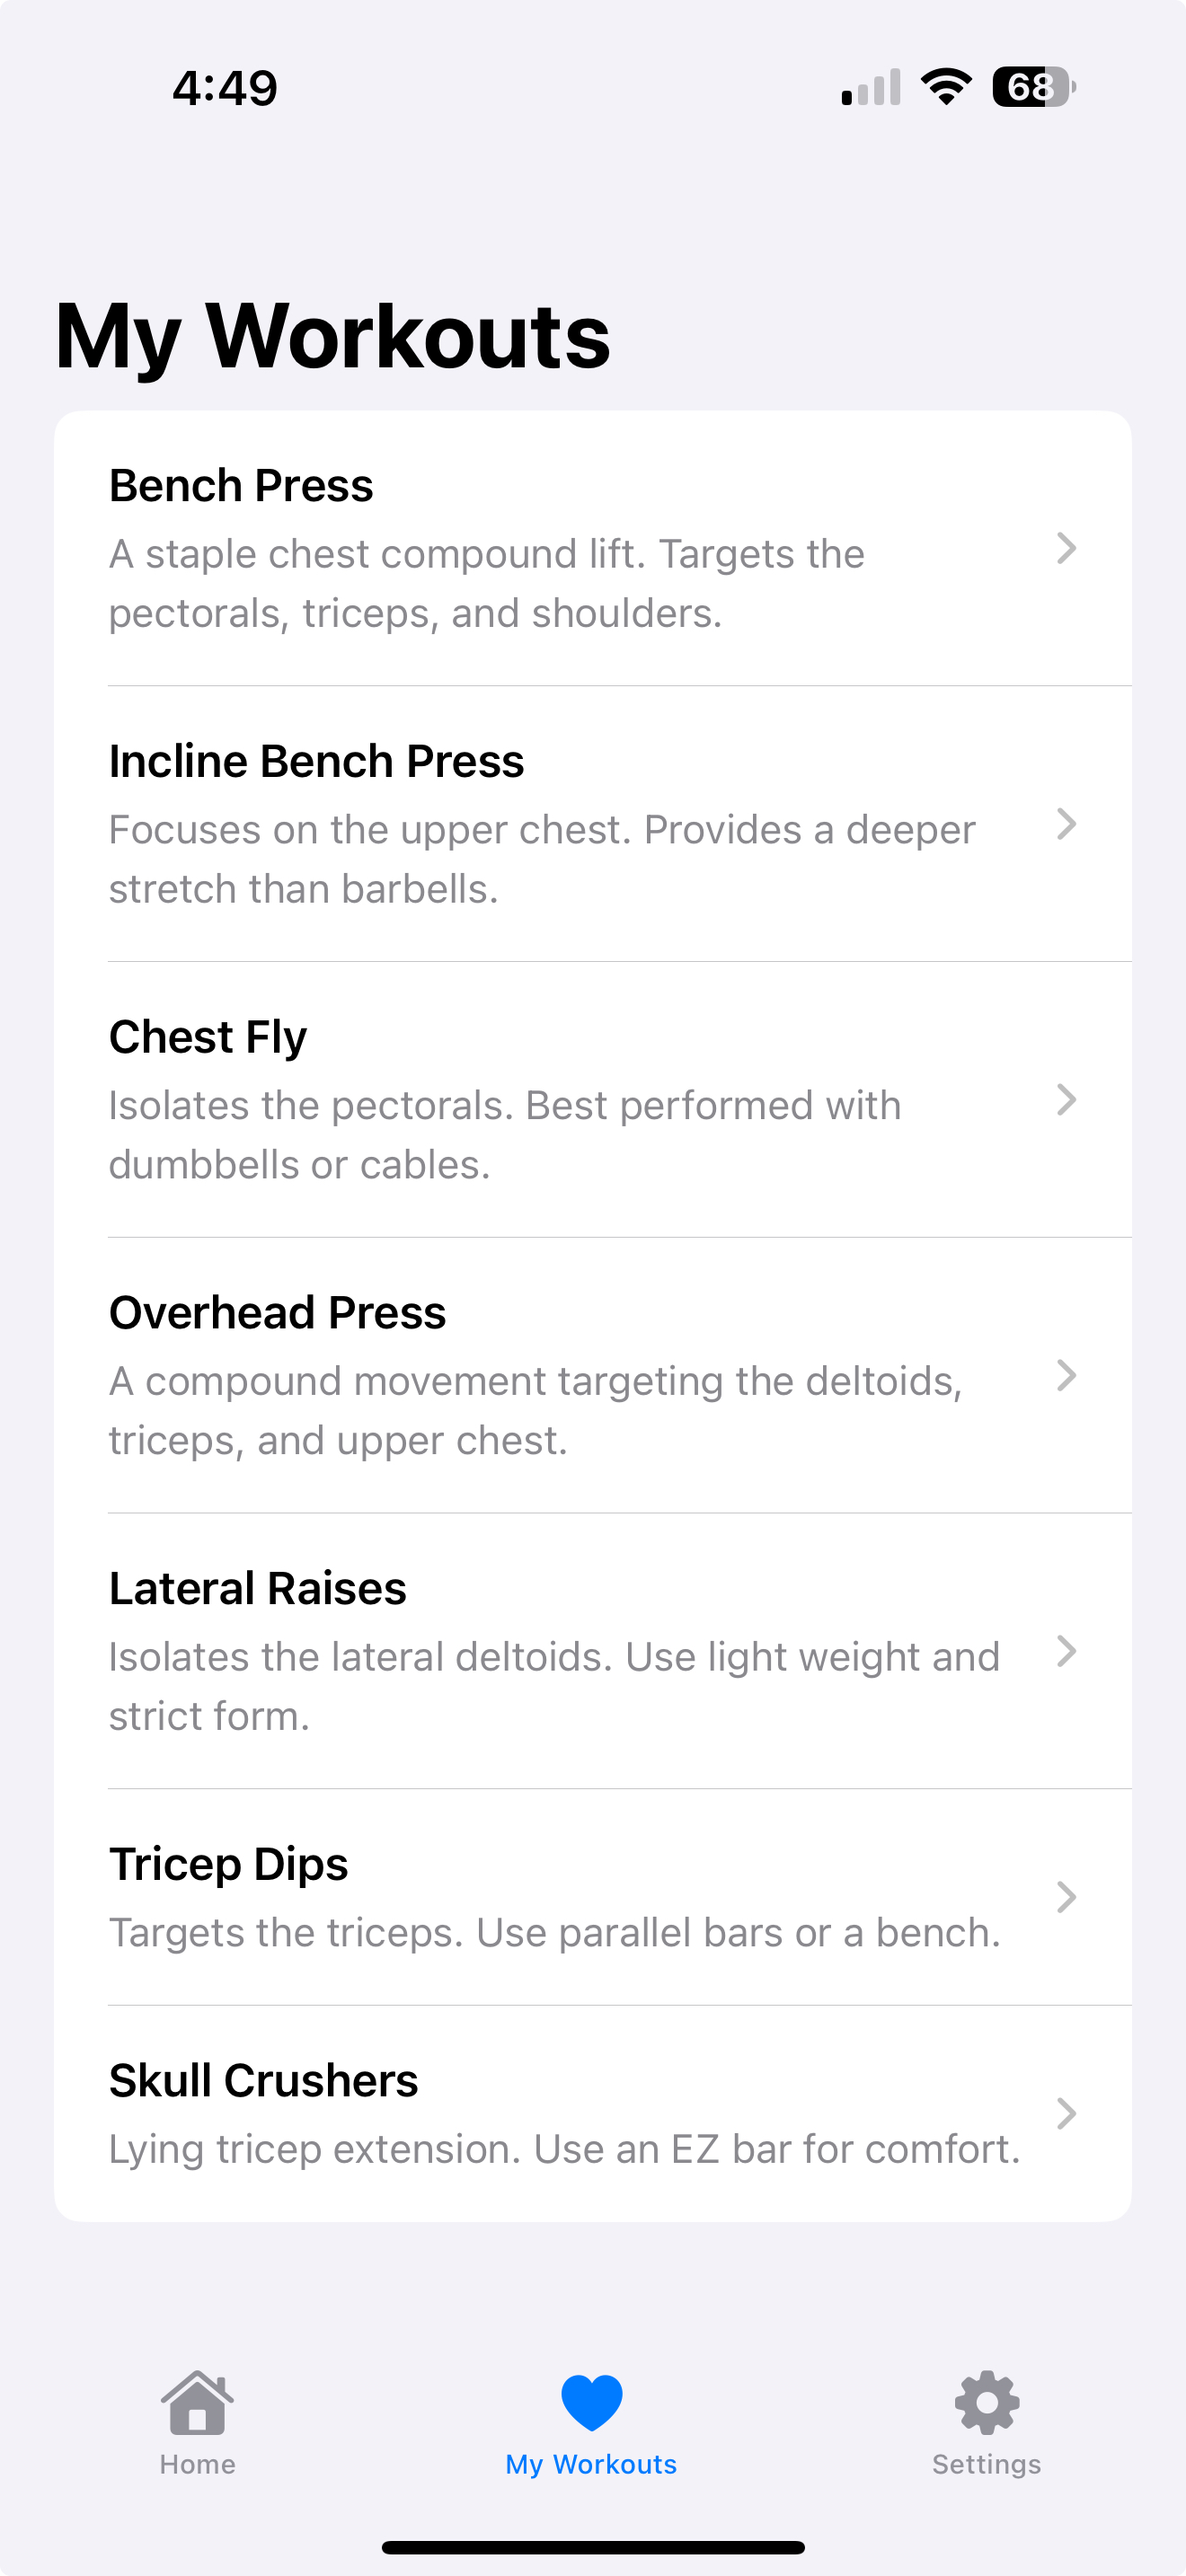 4:49
68
My Workouts
Bench Press
A staple chest compound lift. Targets the
pectorals, triceps, and shoulders.
Incline Bench Press
Focuses on the upper chest. Provides a deeper
stretch than barbells.
Chest Fly
Isolates the pectorals. Best performed with
dumbbells or cables.
Overhead Press
A compound movement targeting the deltoids,
triceps, and upper chest.
Lateral Raises
Isolates the lateral deltoids. Use light weight and
strict form.
Tricep Dips
Targets the triceps. Use parallel bars or a bench.
Skull Crushers
Lying tricep extension. Use an EZ bar for comfort.
Home
My Workouts
Settings